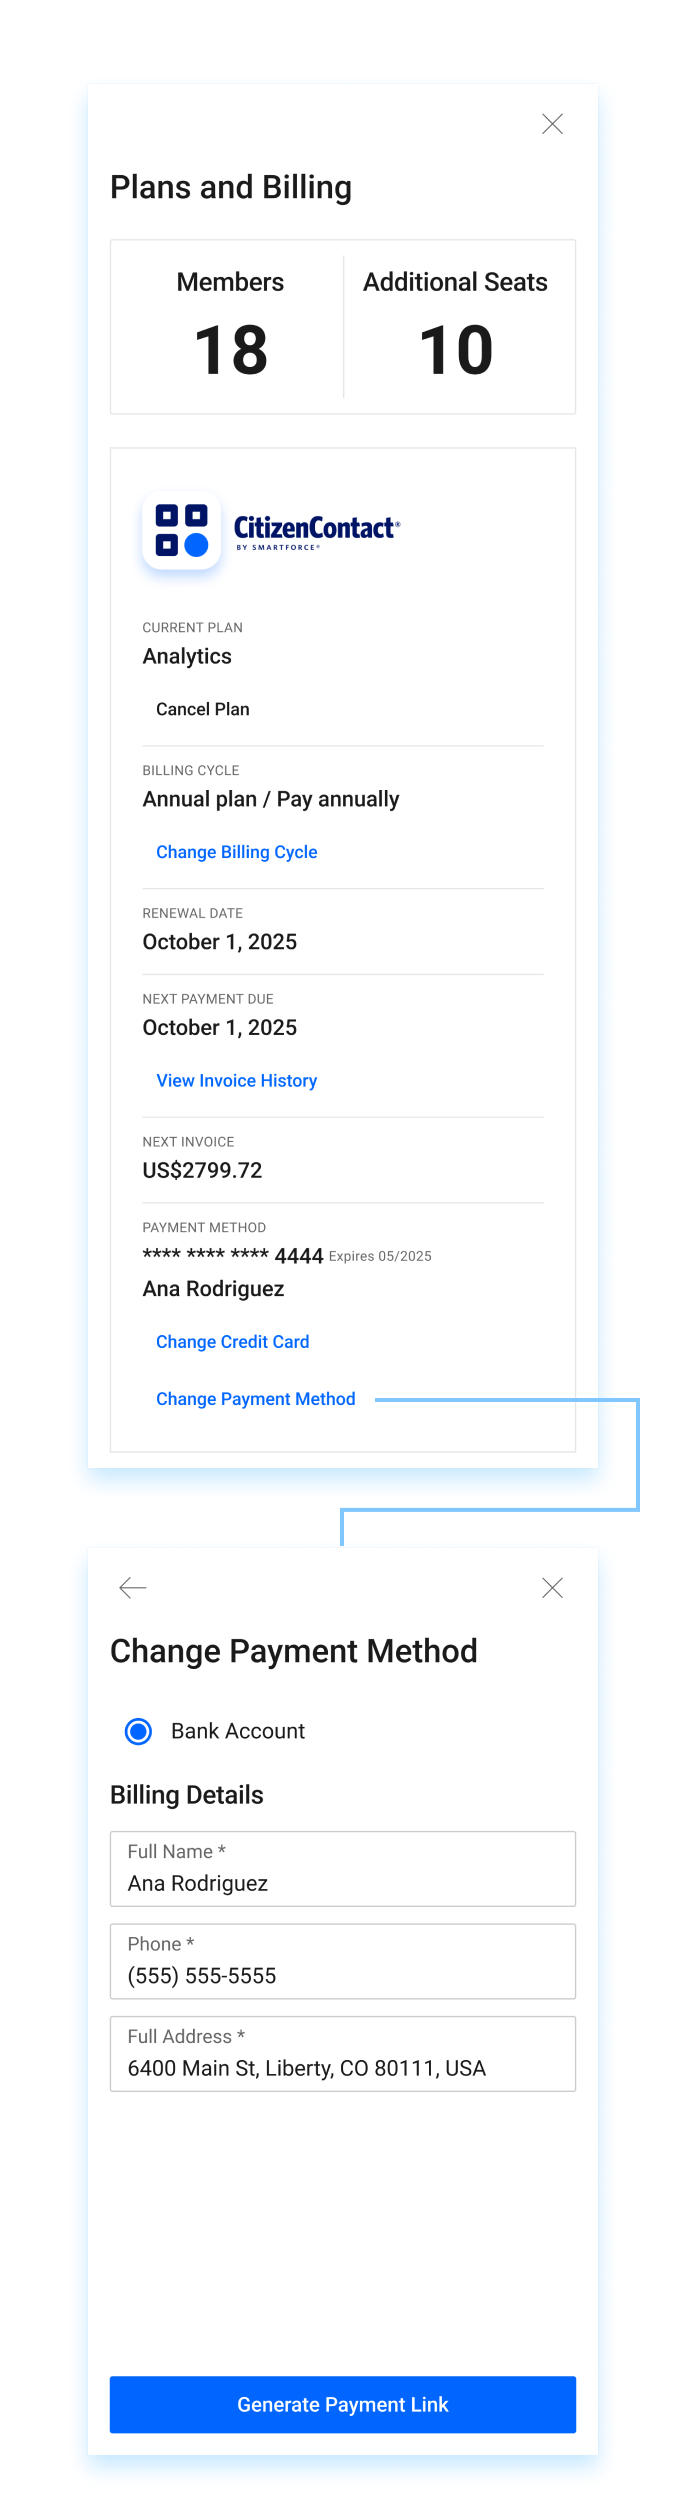 Plans and Billing
Members
Additional Seats
18
10
CitizenContact®
BY SMARTFORCE®
CURRENT PLAN
Analytics
Cancel Plan
BILLING CYCLE
Annual plan / Pay annually
Change Billing Cycle
RENEWAL DATE
October 1, 2025
NEXT PAYMENT DUE
October 1, 2025
View Invoice History
NEXT INVOICE
US$2799.72
PAYMENT METHOD
**** **** **** 4444 Expires 05/2025
Ana Rodriguez
Change Credit Card
Change Payment Method
Change Payment Method
Bank Account
Billing Details
Full Name *
Ana Rodriguez
Phone *
(555) 555-5555
Full Address *
6400 Main St, Liberty, CO 80111, USA
Generate Payment Link